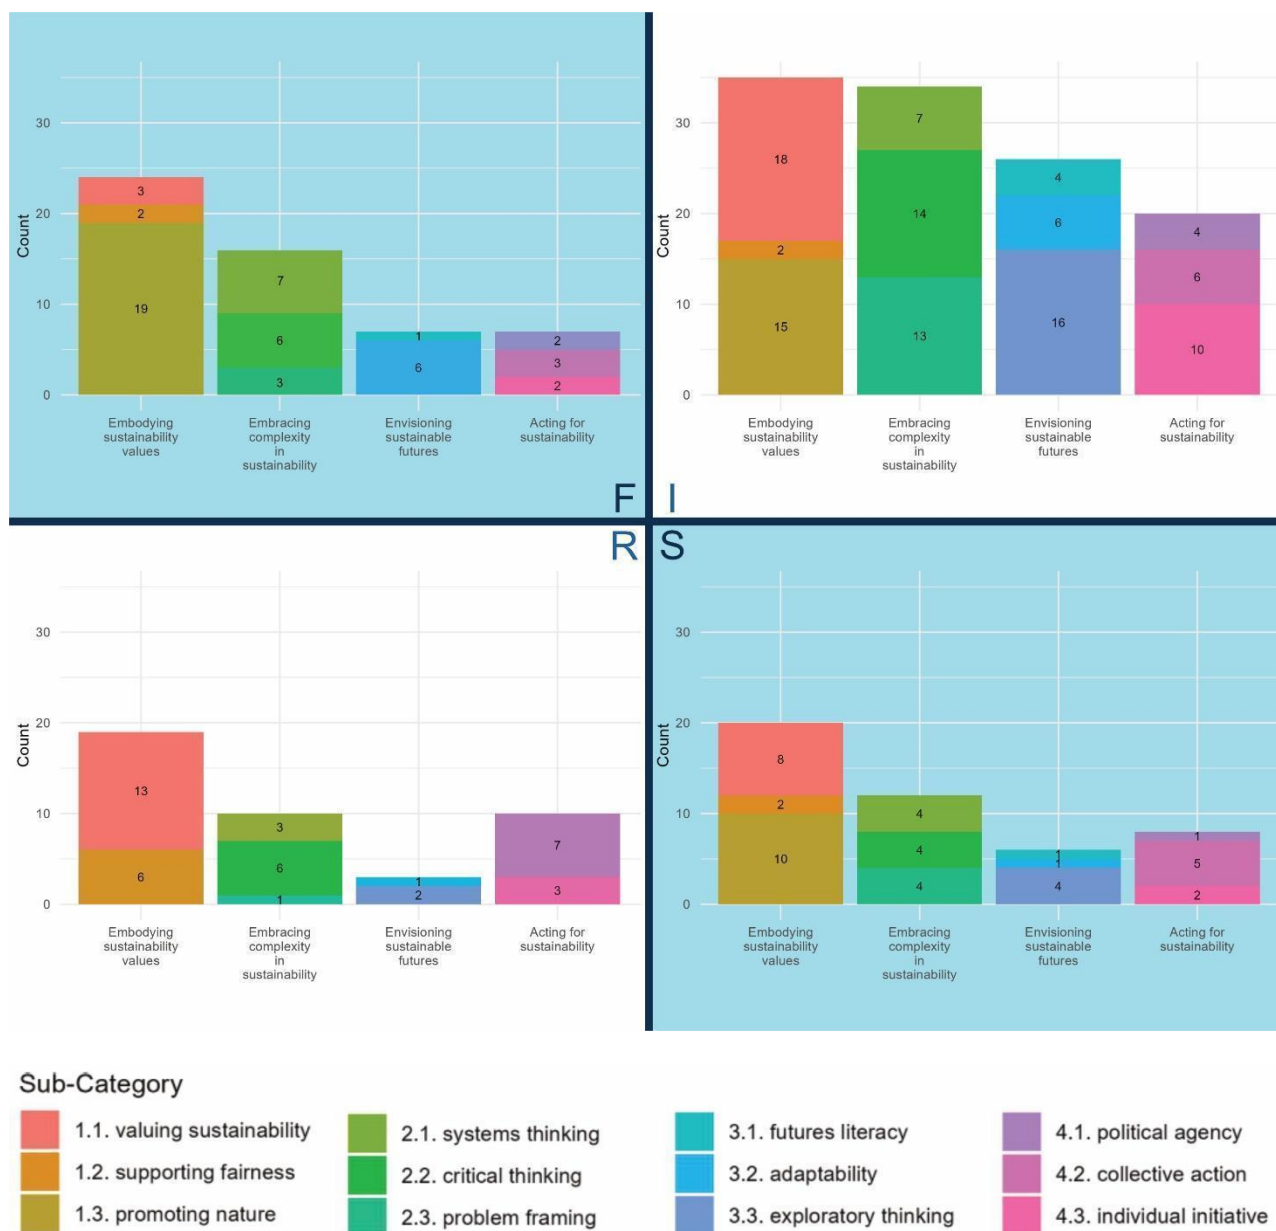 30
20
10
0
Count
3
2
19
7
6
3
1
6
2
3
2
Embodying
sustainability
values
Embracing
complexity
in
sustainability
Envisioning
sustainable
futures
Acting for
sustainability
F
30
20
10
0
Count
18
2
15
7
14
13
4
6
16
4
6
10
Embodying
sustainability
values
Embracing
complexity
in
sustainability
Envisioning
sustainable
futures
Acting for
sustainability
I
R
30
20
10
0
Count
13
6
3
6
1
1
2
7
3
Embodying
sustainability
values
Embracing
complexity
in
sustainability
Envisioning
sustainable
futures
Acting for
sustainability
S
30
20
10
0
Count
8
2
10
4
4
4
1
1
4
1
5
2
Embodying
sustainability
values
Embracing
complexity
in
sustainability
Envisioning
sustainable
futures
Acting for
sustainability
Sub-Category
1.1. valuing sustainability
1.2. supporting fairness
1.3. promoting nature
2.1. systems thinking
2.2. critical thinking
2.3. problem framing
3.1. futures literacy
3.2. adaptability
3.3. exploratory thinking
4.1. political agency
4.2. collective action
4.3. individual initiative